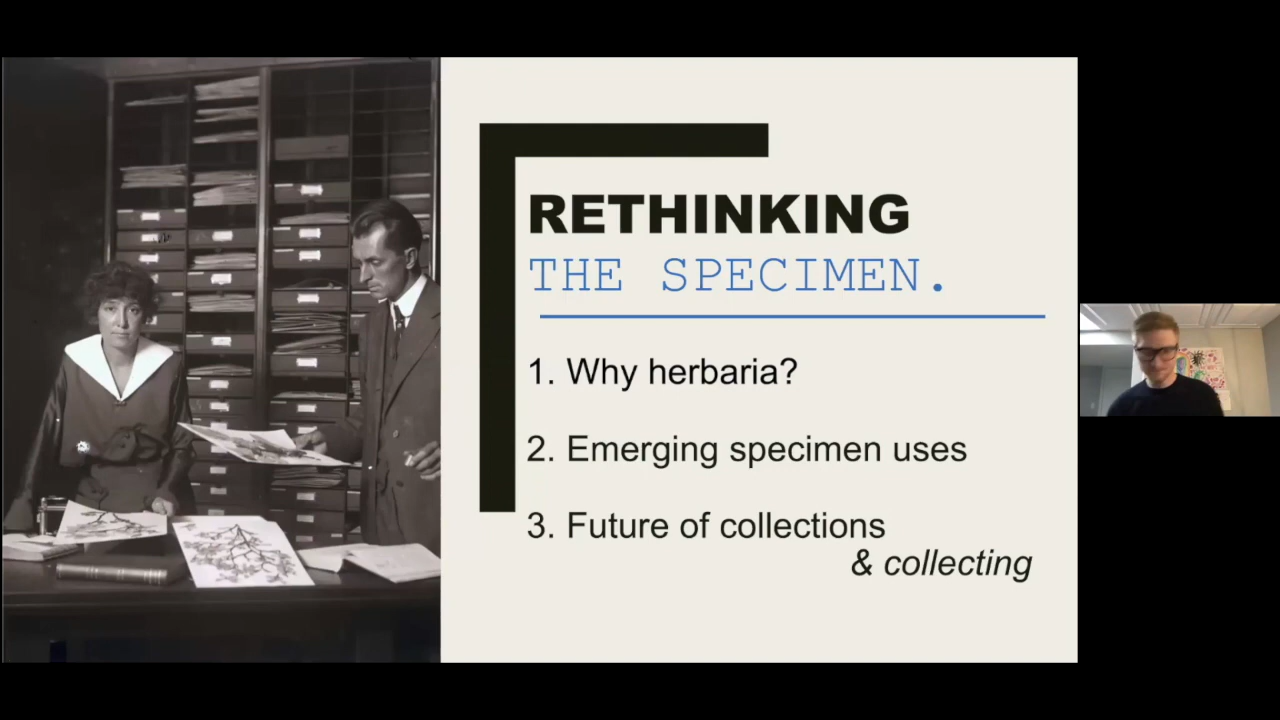 RETHINKING
THE SPECIMEN.
1. Why herbaria?
2. Emerging specimen uses
3. Future of collections
& collecting